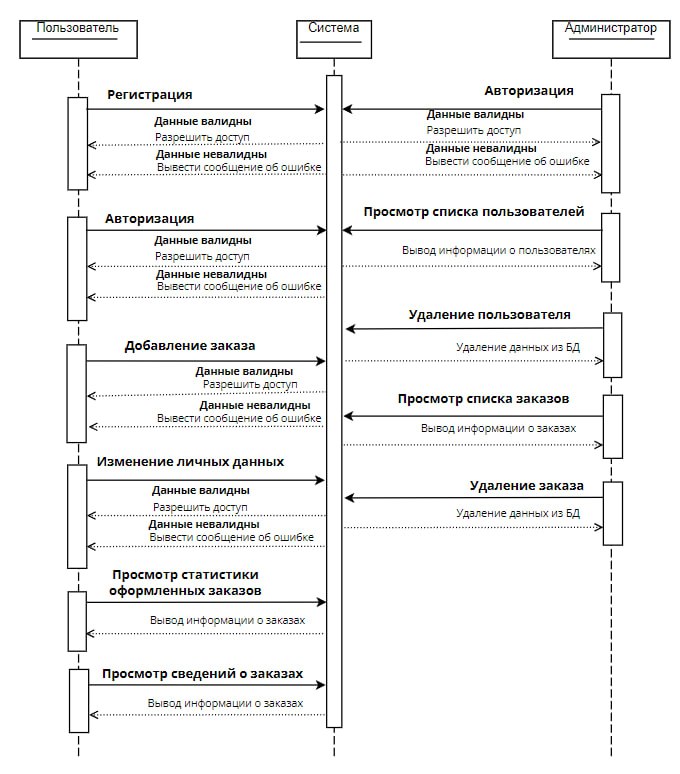 Пользователь
Система
Администратор
Регистрация
Данные валидны
Разрешить доступ
Данные невалидны
Вывести сообщение об ошибке
Авторизация
Данные валидны
Разрешить доступ
Данные невалидны
Вывести сообщение об ошибке
Авторизация
Данные валидны
Разрешить доступ
Данные невалидны
Вывести сообщение об ошибке
Просмотр списка пользователей
Вывод информации о пользователях
Добавление заказа
Данные валидны
Разрешить доступ
Данные невалидны
Вывести сообщение об ошибке
Удаление пользователя
Удаление данных из БД
Просмотр списка заказов
Вывод информации о заказах
Изменение личных данных
Данные валидны
Разрешить доступ
Данные невалидны
Вывести сообщение об ошибке
Удаление заказа
Удаление данных из БД
Просмотр статистики
оформленных заказов
Вывод информации о заказах
Просмотр сведений о заказах
Вывод информации о заказах